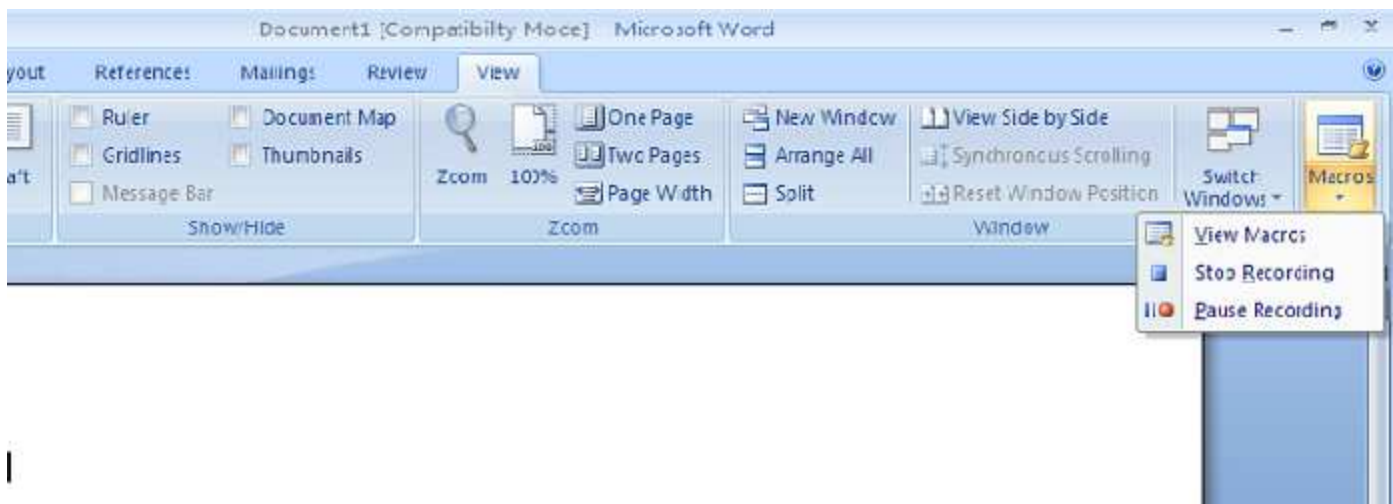 Document1 [Compatibilty Mode] Microsoft Word
yout References Mailings Review View
Ruler Document Map One Page New Window View Side by Side
Gridlines Thumbnails Two Pages Arrange All Synchronous Scrolling
aft Zoom 100% Switch Macros
Message Bar Page Width Split Reset Window Position Windows
Show/Hide Zoom Window
View Macros
Stop Recording
Pause Recording